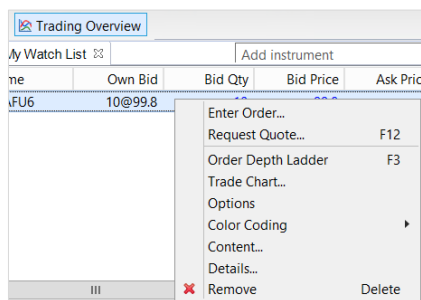 Trading Overview
My Watch List
Add instrument
me Own Bid Bid Qty Bid Price Ask Pric
AFU6 10@99.8
Enter Order...
Request Quote... F12
Order Depth Ladder F3
Trade Chart...
Options
Color Coding
Content...
Details...
Remove Delete